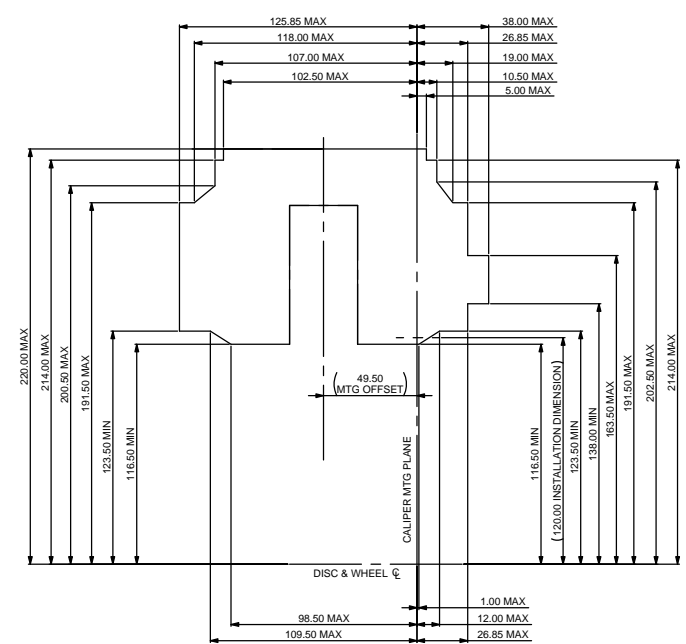 125.85 MAX
38.00 MAX
118.00 MAX
26.85 MAX
107.00 MAX
19.00 MAX
102.50 MAX
10.50 MAX
5.00 MAX
220.00 MAX
214.00 MAX
200.50 MAX
191.50 MAX
123.50 MIN
116.50 MIN
(49.50
MTG OFFSET)
CALIPER MTG PLANE
116.50 MIN
(120.00 INSTALLATION DIMENSION)
123.50 MIN
138.00 MIN
163.50 MAX
191.50 MAX
202.50 MAX
214.00 MAX
DISC & WHEEL ℄
1.00 MAX
98.50 MAX
12.00 MAX
109.50 MAX
26.85 MAX